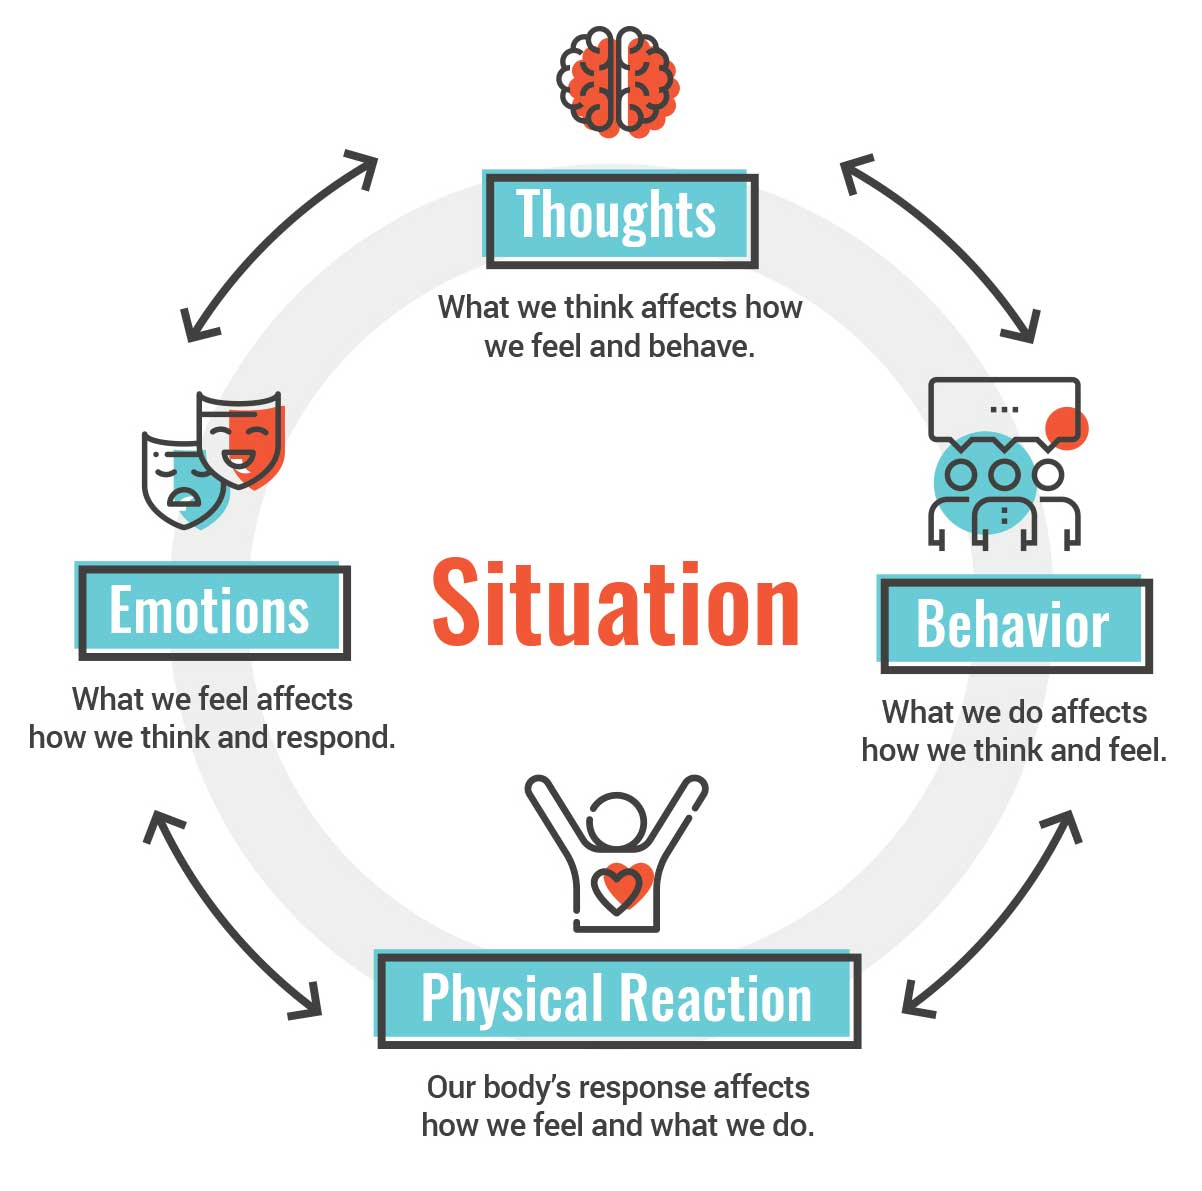 Thoughts
What we think affects how
we feel and behave.
...
Emotions
What we feel affects
how we think and respond.
Situation
Behavior
What we do affects
how we think and feel.
Physical Reaction
Our body’s response affects
how we feel and what we do.